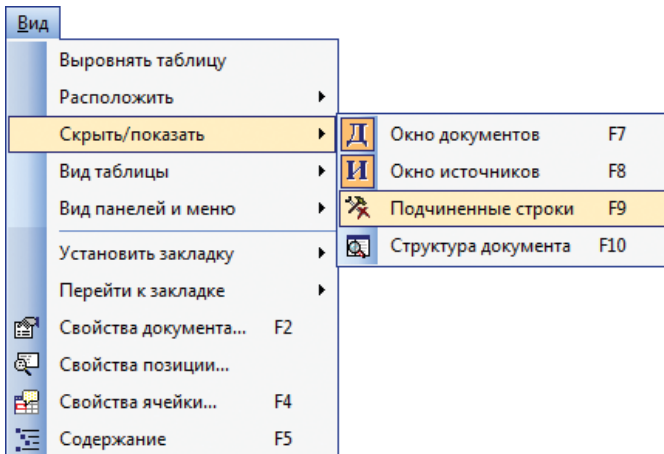 Вид
Выровнять таблицу
Расположить
Скрыть/показать
Вид таблицы
Вид панелей и меню
Установить закладку
Перейти к закладке
Свойства документа... F2
Свойства позиции...
Свойства ячейки... F4
Содержание F5
Д Окно документов F7
И Окно источников F8
Подчиненные строки F9
Структура документа F10